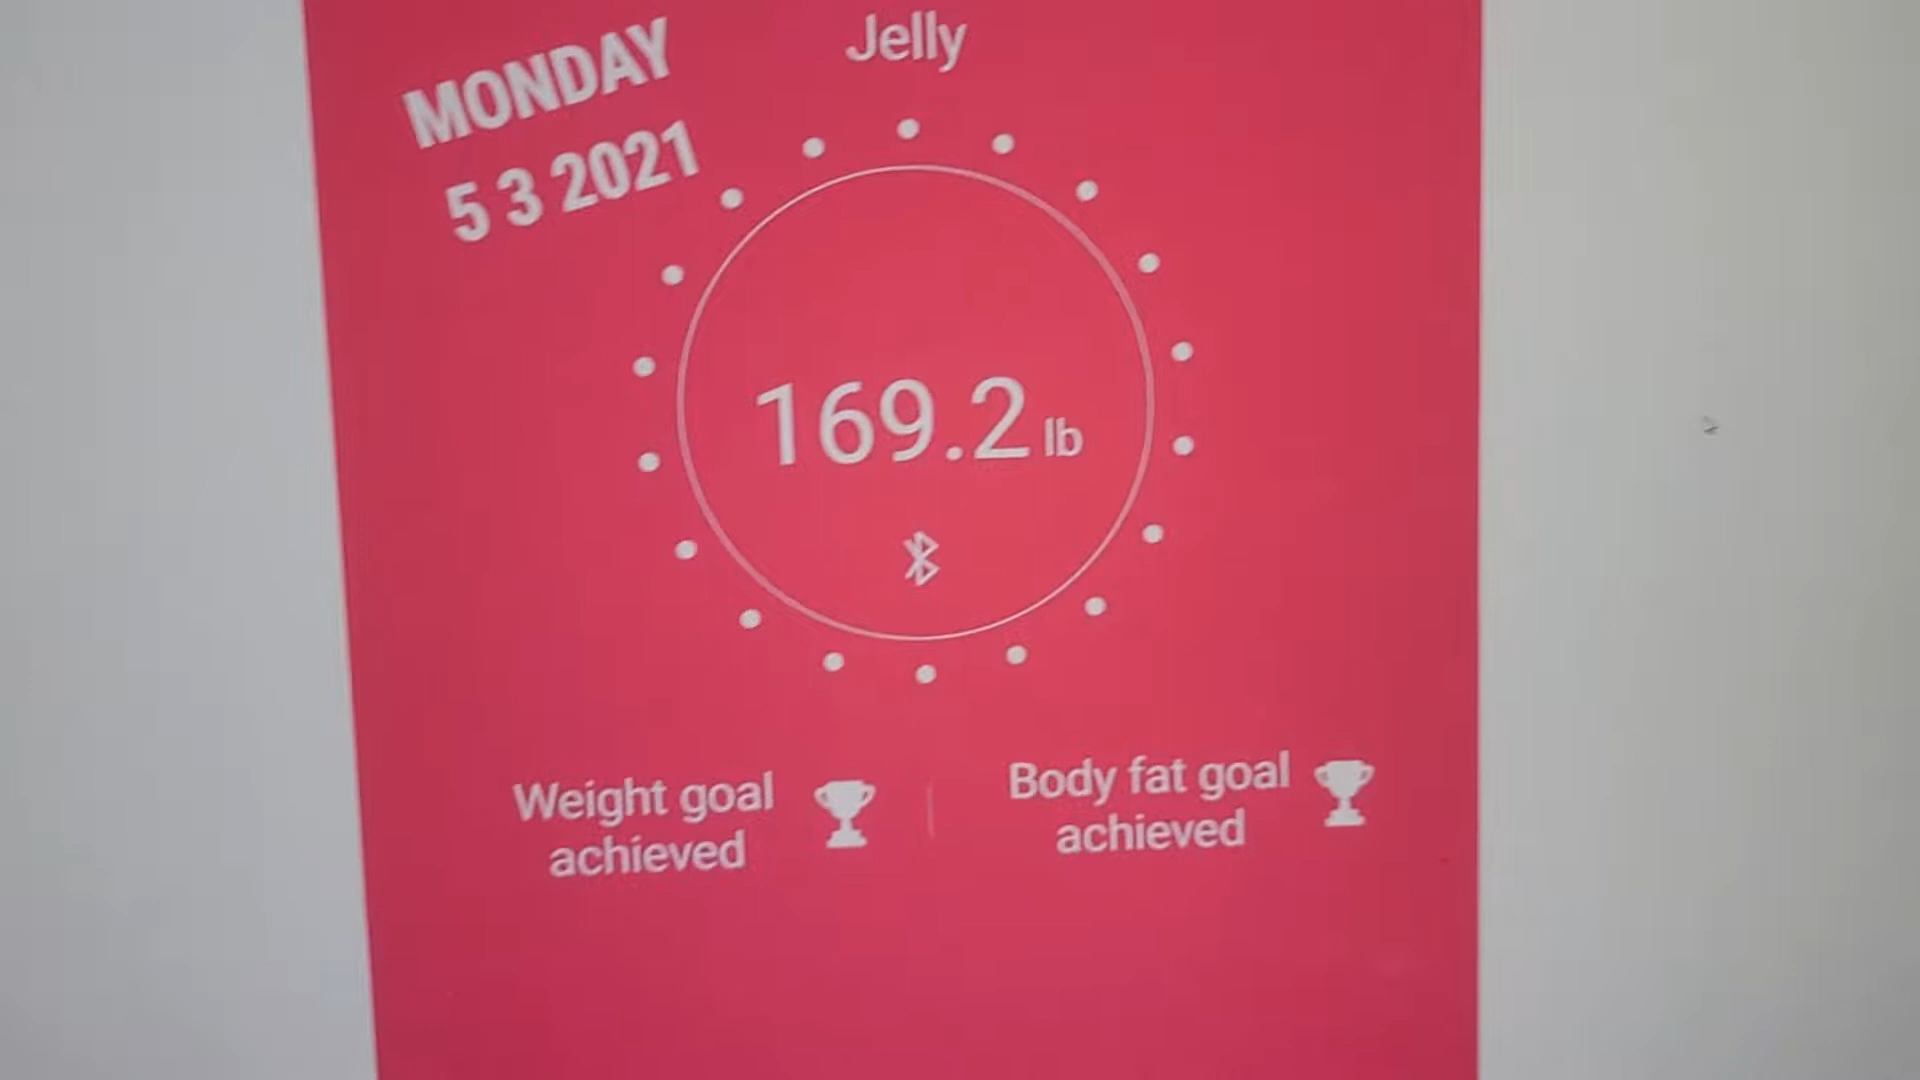 Jelly
MONDAY
5 3 2021
169.2 lb
Weight goal
achieved
Body fat goal
achieved